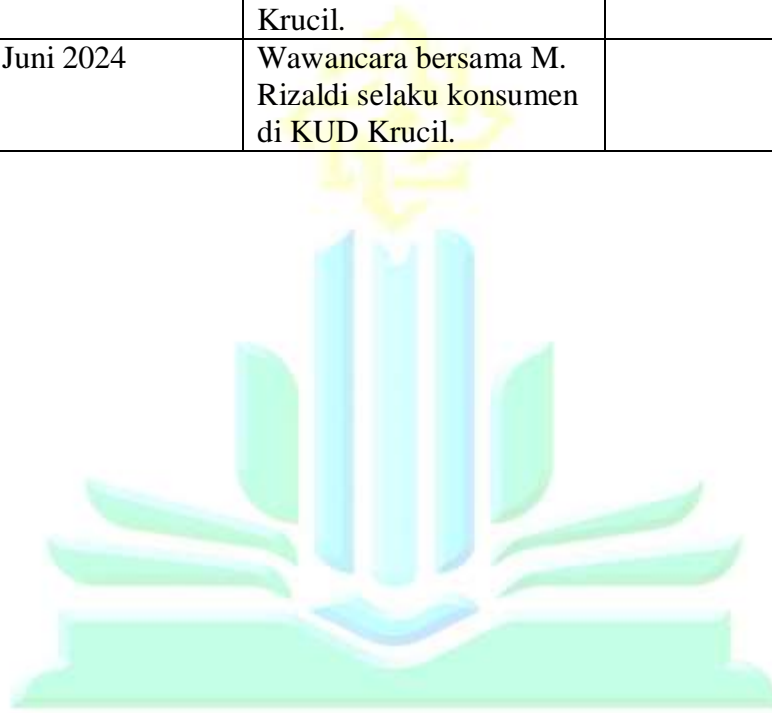 Krucil.
Juni 2024
Wawancara bersama M.
Rizaldi selaku konsumen
di KUD Krucil.